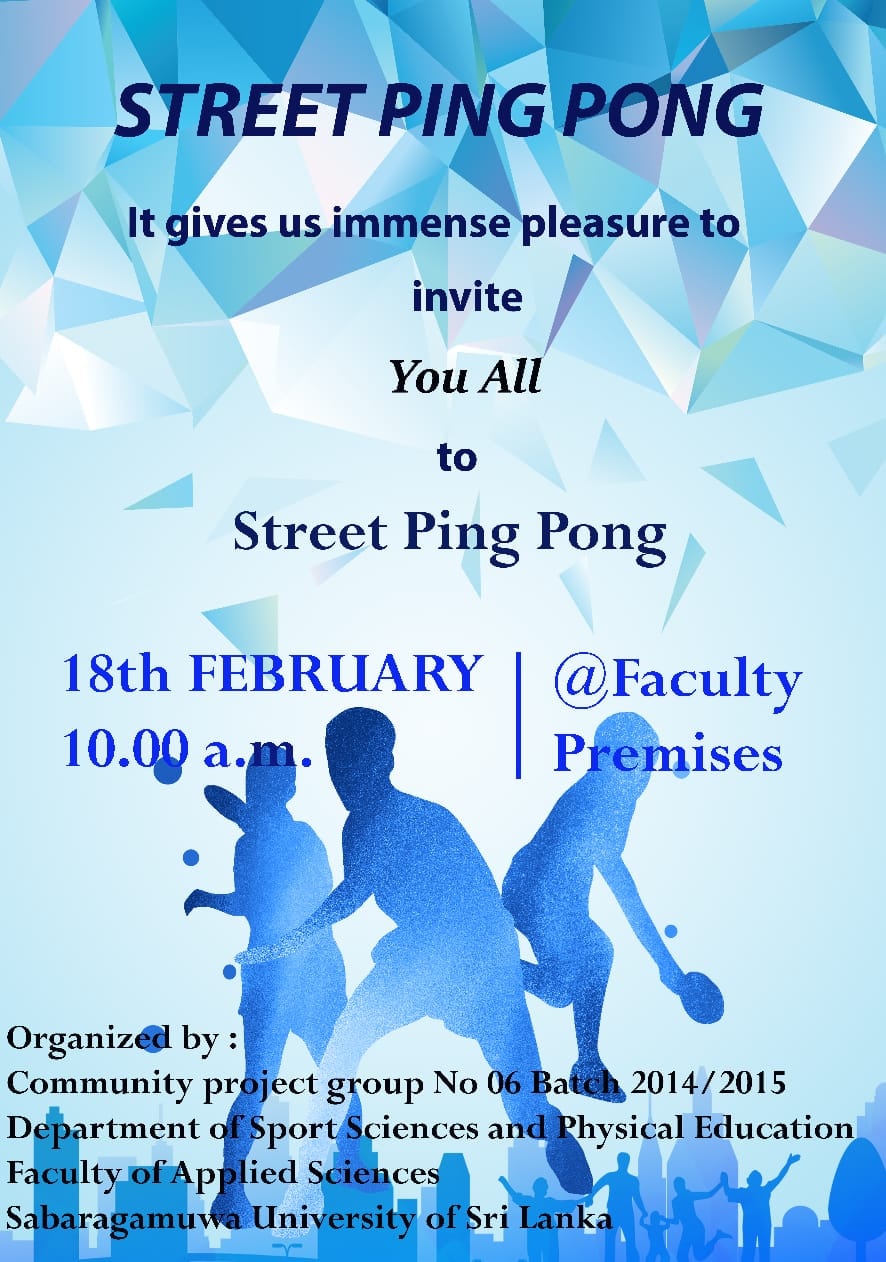 STREET PING PONG
It gives us immense pleasure to
invite
You All
to
Street Ping Pong
18th FEBRUARY
10.00 a.m.
@Faculty
Premises
Organized by :
Community project group No 06 Batch 2014/2015
Department of Sport Sciences and Physical Education
Faculty of Applied Sciences
Sabaragamuwa University of Sri Lanka